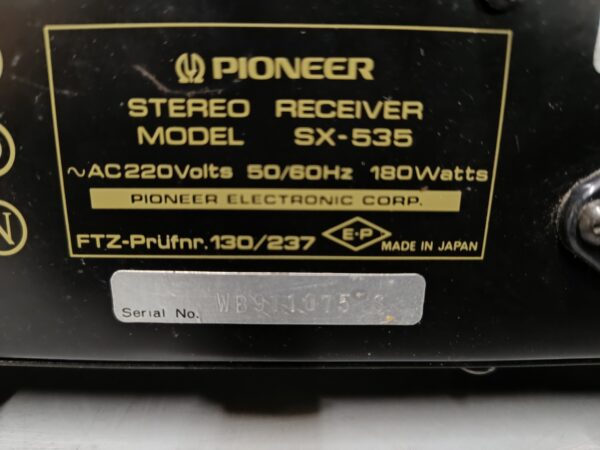 PIONEER
STEREO RECEIVER
MODEL SX-535
~AC220Volts 50/60Hz 180Watts
PIONEER ELECTRONIC CORP.
FTZ-Prüfnr. 130/237 E-P MADE IN JAPAN
Serial No.
N